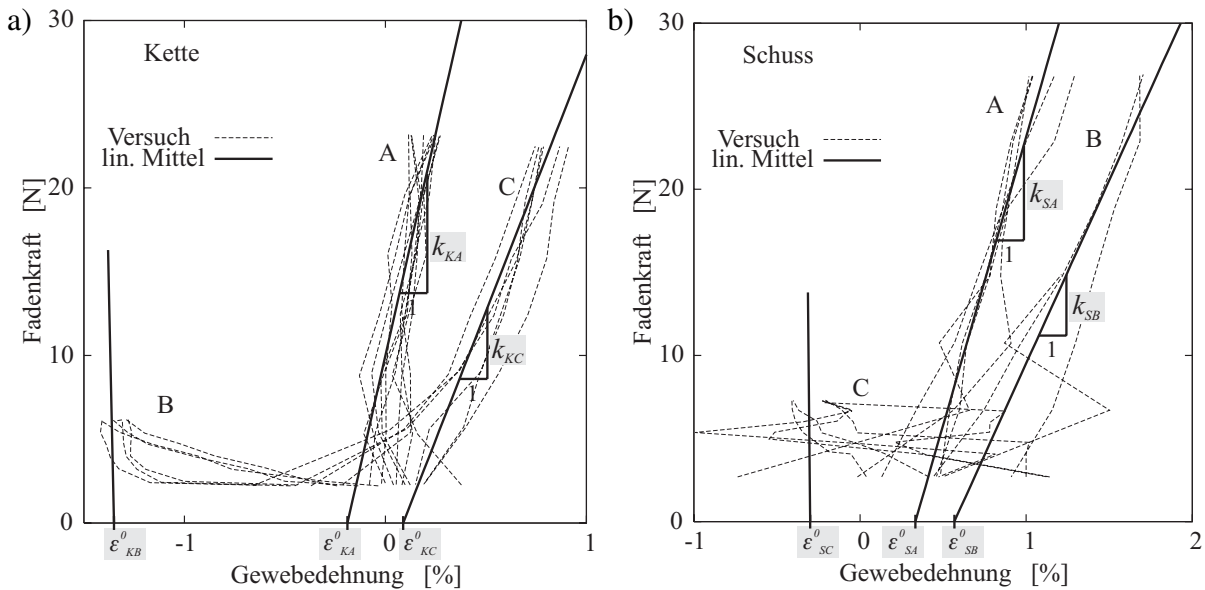 a)
30
20
10
0
Fadenkraft [N]
Kette
Versuch
lin. Mittel
A
C
B
k_KA
1
k_KC
1
ε⁰_KB
ε⁰_KA
ε⁰_KC
-1
0
1
Gewebedehnung [%]
b)
30
20
10
0
Fadenkraft [N]
Schuss
Versuch
lin. Mittel
A
B
C
k_SA
1
k_SB
1
ε⁰_SC
ε⁰_SA
ε⁰_SB
-1
0
1
2
Gewebedehnung [%]